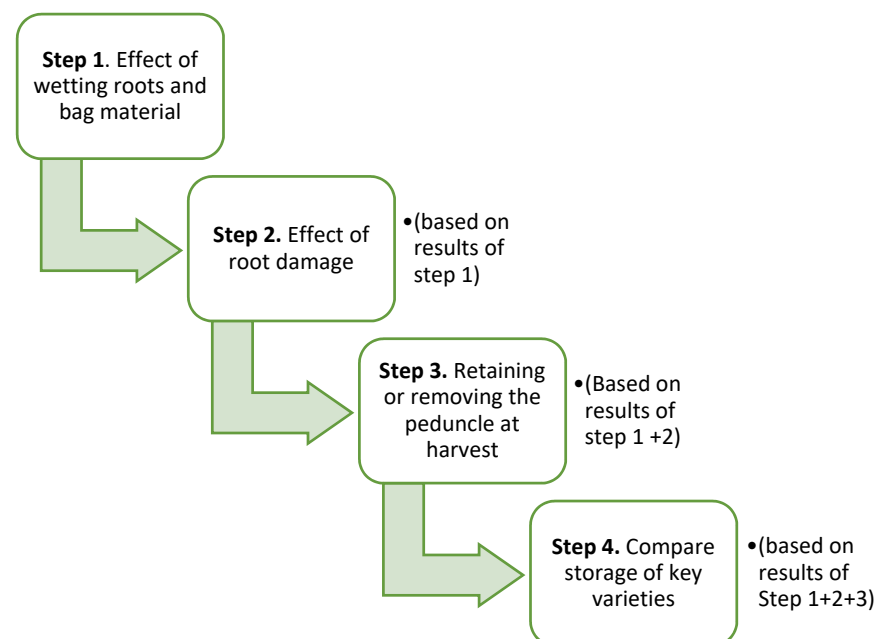 Step 1. Effect of
wetting roots and
bag material
Step 2. Effect of
root damage
•(based on
results of
step 1)
Step 3. Retaining
or removing the
peduncle at
harvest
•(Based on
results of
step 1 +2)
Step 4. Compare
storage of key
varieties
•(based on
results of
Step 1+2+3)